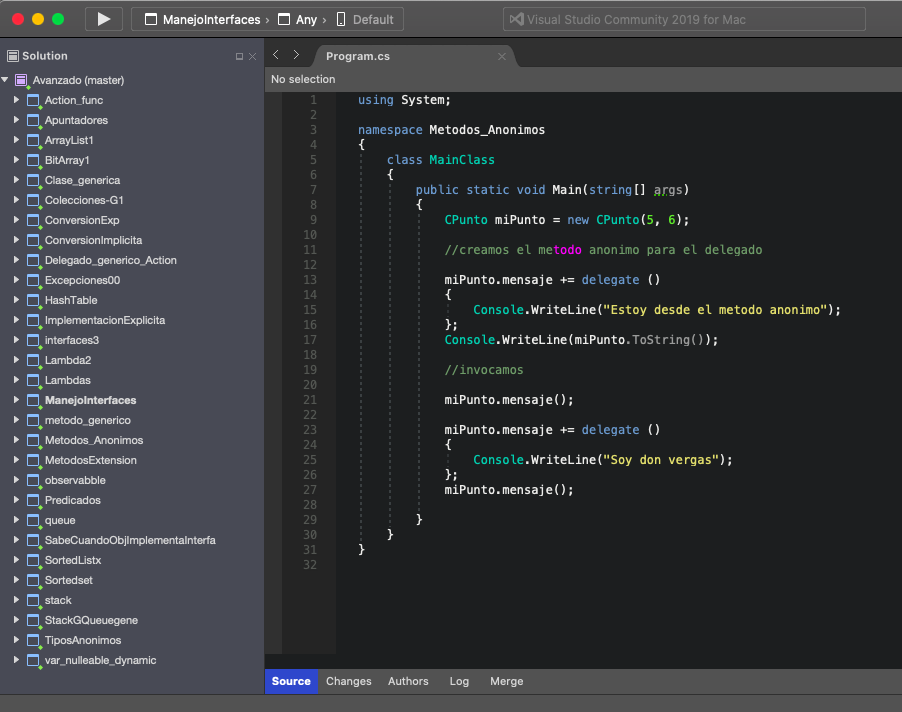 ManejoInterfaces › Any › Default
Visual Studio Community 2019 for Mac
Solution
Avanzado (master)
Action_func
Apuntadores
ArrayList1
BitArray1
Clase_generica
Colecciones-G1
ConversionExp
ConversionImplicita
Delegado_generico_Action
Excepciones00
HashTable
ImplementacionExplicita
interfaces3
Lambda2
Lambdas
ManejoInterfaces
metodo_generico
Metodos_Anonimos
MetodosExtension
observabble
Predicados
queue
SabeCuandoObjImplementaInterfa
SortedListx
Sortedset
stack
StackGQueuegene
TiposAnonimos
var_nulleable_dynamic
Program.cs
No selection
1 using System;
2
3 namespace Metodos_Anonimos
4 {
5 class MainClass
6 {
7 public static void Main(string[] args)
8 {
9 CPunto miPunto = new CPunto(5, 6);
10
11 //creamos el metodo anonimo para el delegado
12
13 miPunto.mensaje += delegate ()
14 {
15 Console.WriteLine("Estoy desde el metodo anonimo");
16 };
17 Console.WriteLine(miPunto.ToString());
18
19 //invocamos
20
21 miPunto.mensaje();
22
23 miPunto.mensaje += delegate ()
24 {
25 Console.WriteLine("Soy don vergas");
26 };
27 miPunto.mensaje();
28
29 }
30 }
31 }
32
Source Changes Authors Log Merge